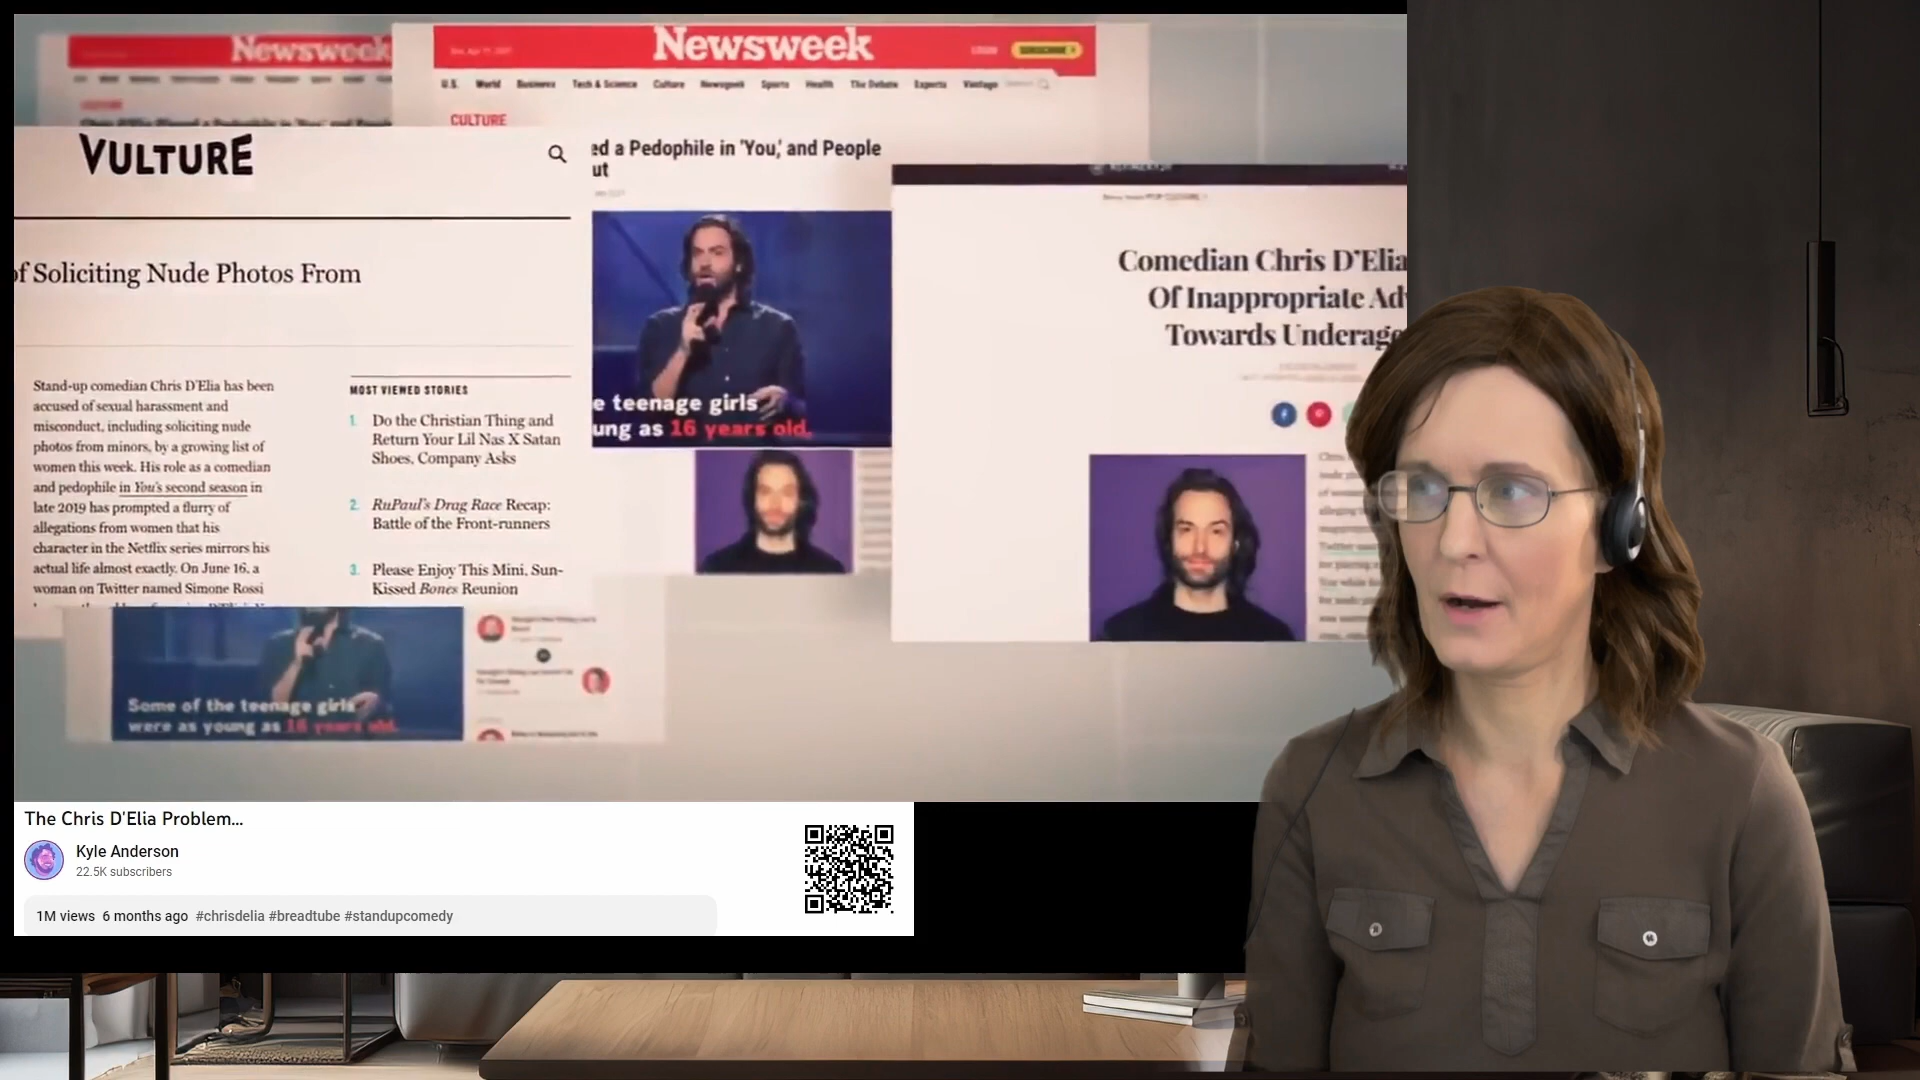 Newsweek
Newsweek
SUBSCRIBE
U.S. World Business Tech & Science Culture Newsgeek Sports Health The Debate Experts Vantage
CULTURE
VULTURE
ed a Pedophile in 'You,' and People
ut
of Soliciting Nude Photos From
Comedian Chris D'Elia
Of Inappropriate Ad
Towards Underage
Stand-up comedian Chris D'Elia has been
accused of sexual harassment and
misconduct, including soliciting nude
photos from minors, by a growing list of
women this week. His role as a comedian
and pedophile in You's second season in
late 2019 has prompted a flurry of
allegations from women that his
character in the Netflix series mirrors his
actual life almost exactly. On June 16, a
woman on Twitter named Simone Rossi
MOST VIEWED STORIES
1. Do the Christian Thing and
Return Your Lil Nas X Satan
Shoes, Company Asks
2. RuPaul's Drag Race Recap:
Battle of the Front-runners
3. Please Enjoy This Mini, Sun-
Kissed Bones Reunion
e teenage girls
ung as 16 years old.
Some of the teenage girls
were as young as 16 years old.
The Chris D'Elia Problem...
Kyle Anderson
22.5K subscribers
1M views 6 months ago #chrisdelia #breadtube #standupcomedy